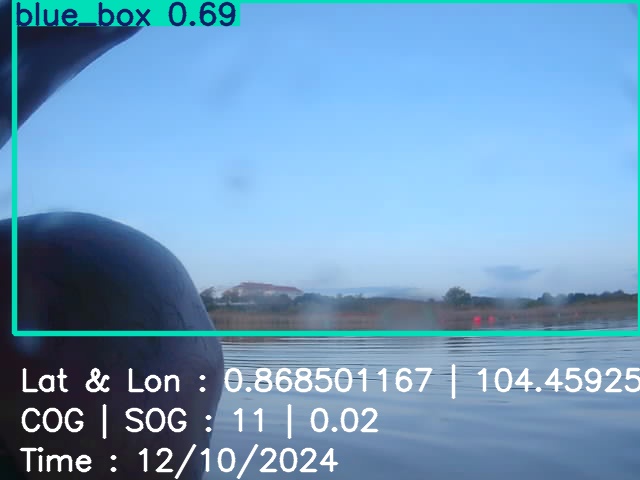 blue_box 0.69
Lat & Lon : 0.868501167 | 104.45925
COG | SOG : 11 | 0.02
Time : 12/10/2024